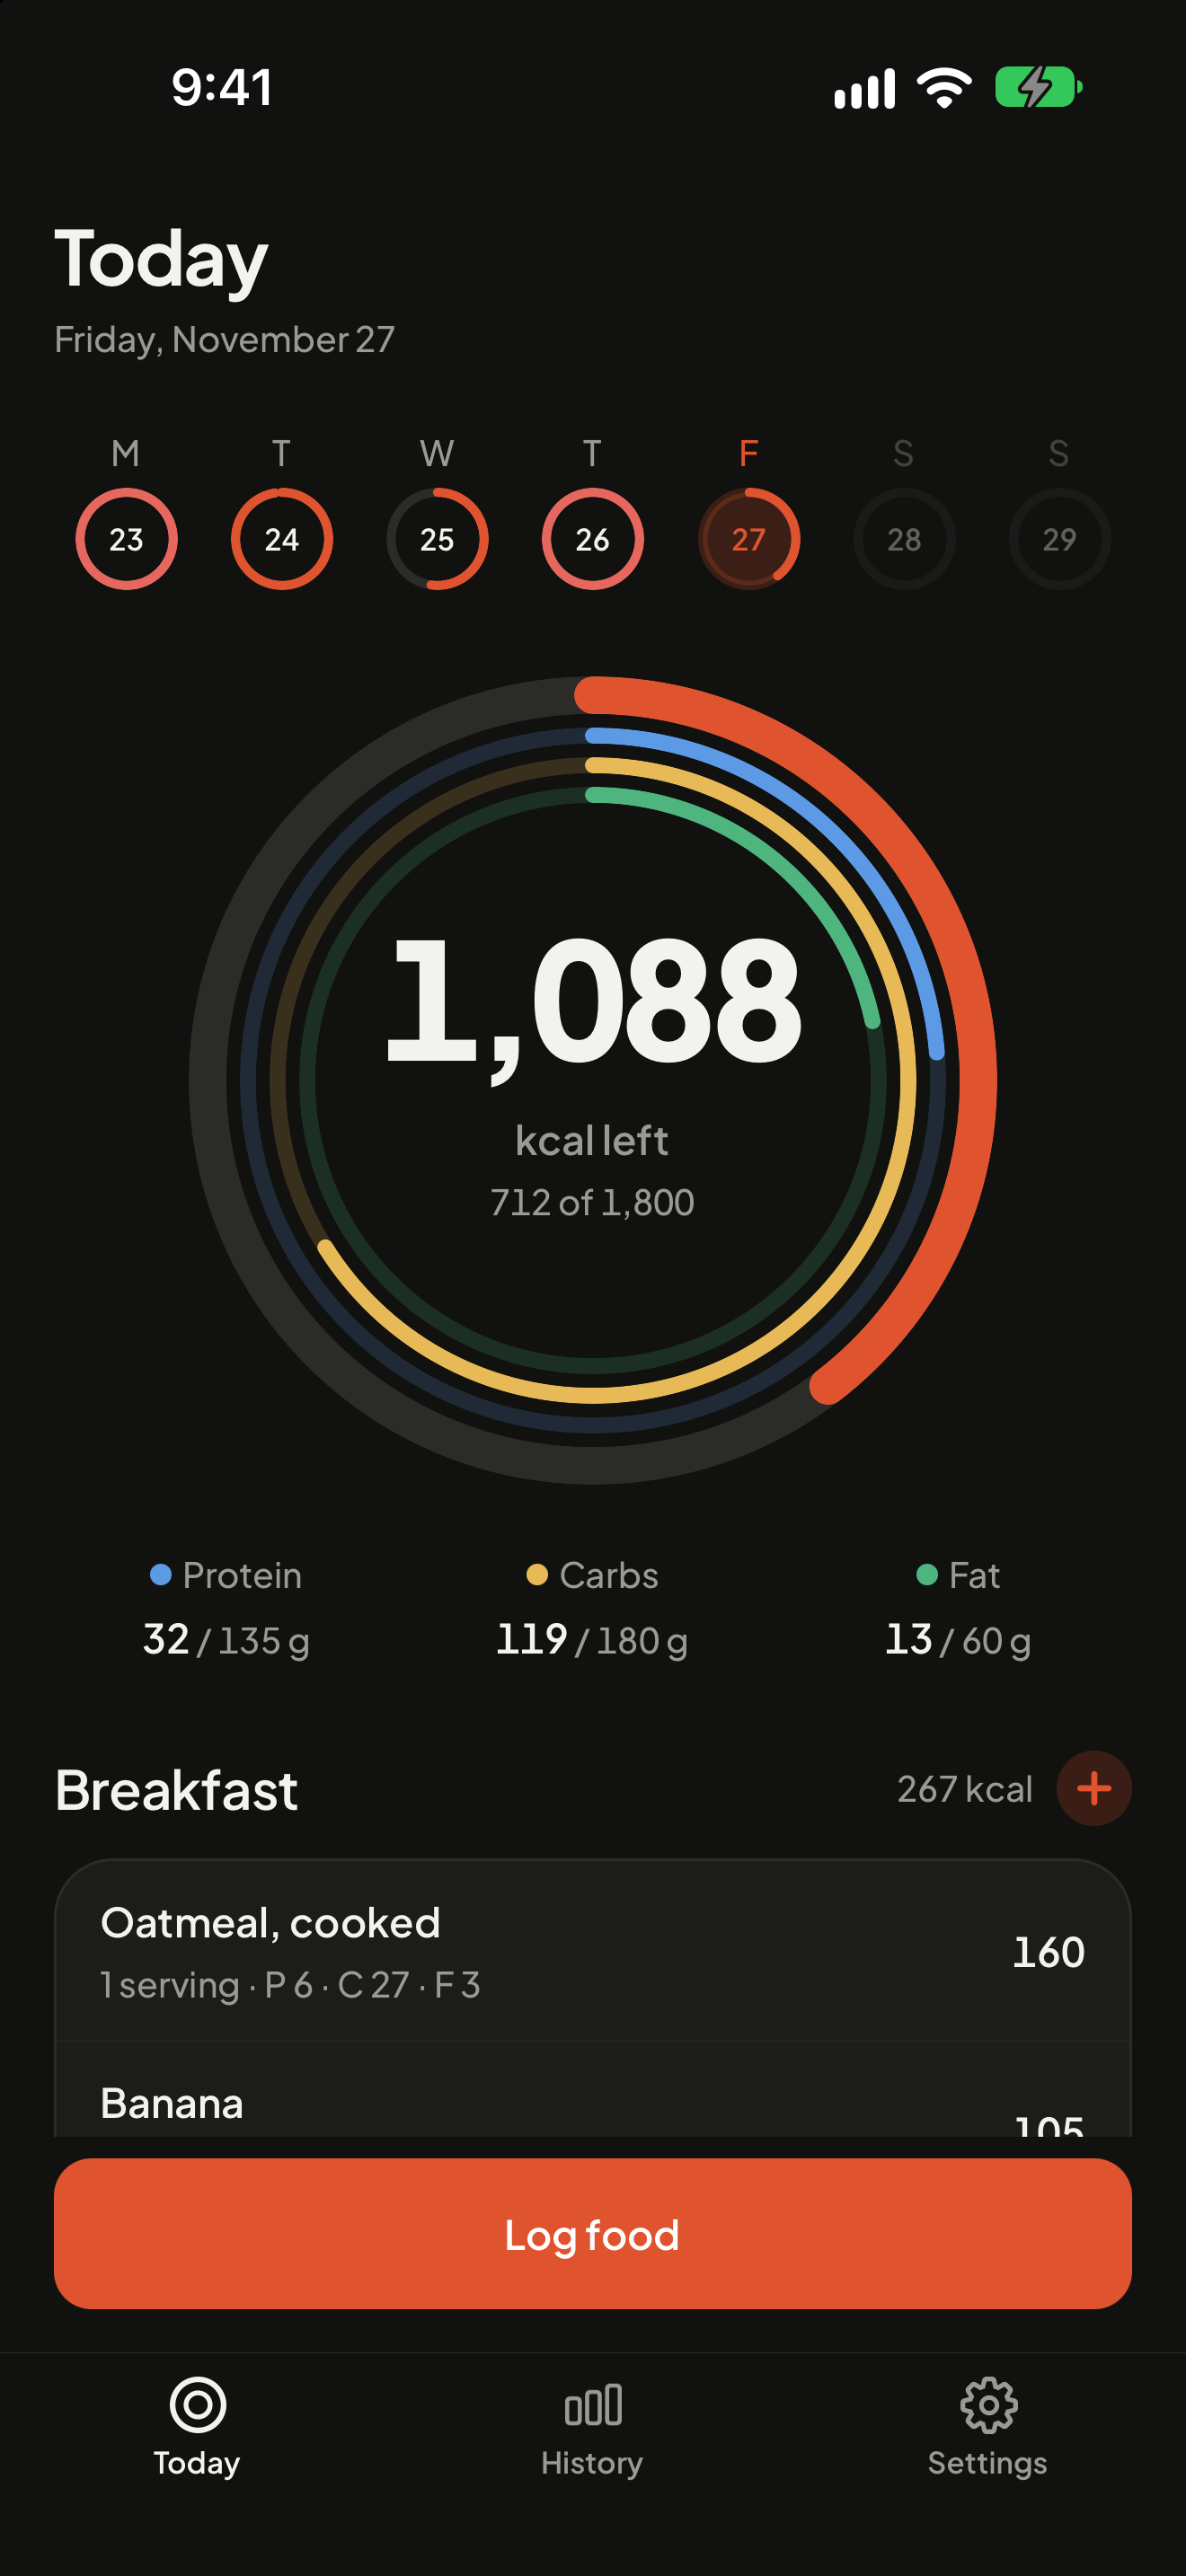 9:41
Today
Friday, November 27
M T W T F S S
23 24 25 26 27 28 29
1,088
kcal left
712 of 1,800
Protein Carbs Fat
32 / 135 g 119 / 180 g 13 / 60 g
Breakfast 267 kcal +
Oatmeal, cooked 160
1 serving · P 6 · C 27 · F 3
Banana 105
Log food
Today History Settings